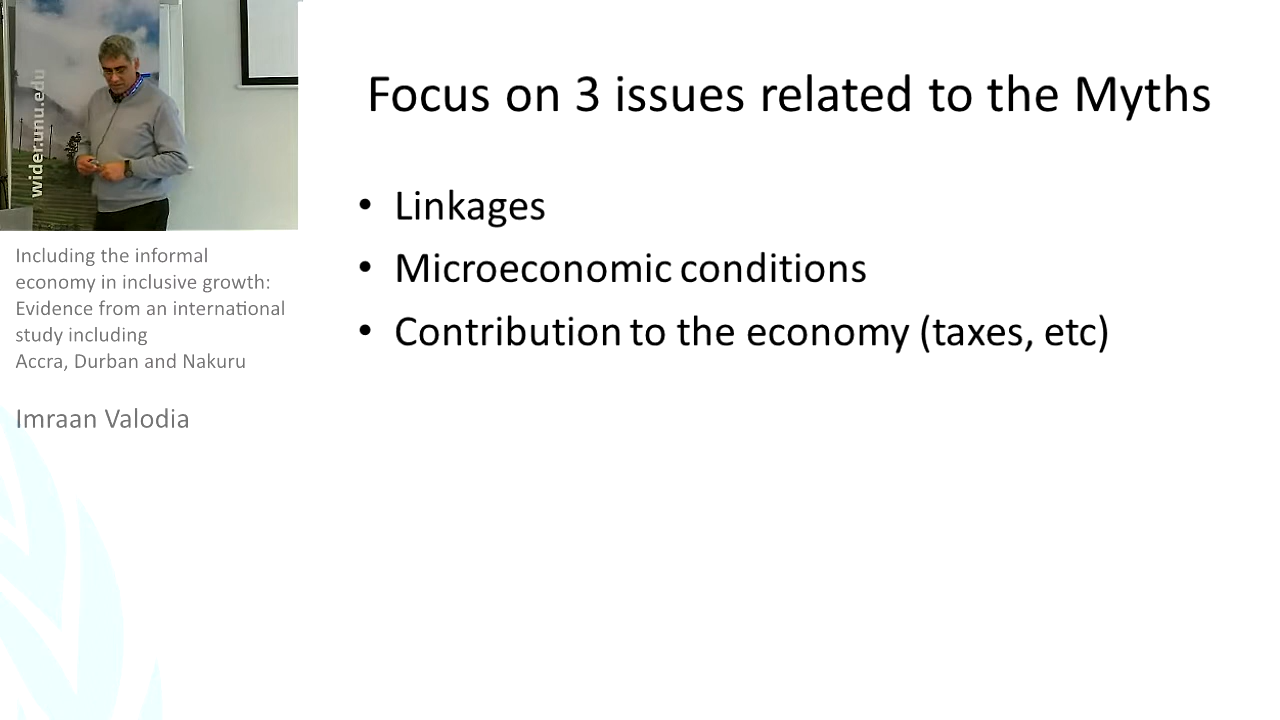 wider.unu.edu
Including the informal
economy in inclusive growth:
Evidence from an international
study including
Accra, Durban and Nakuru
Imraan Valodia
Focus on 3 issues related to the Myths
• Linkages
• Microeconomic conditions
• Contribution to the economy (taxes, etc)